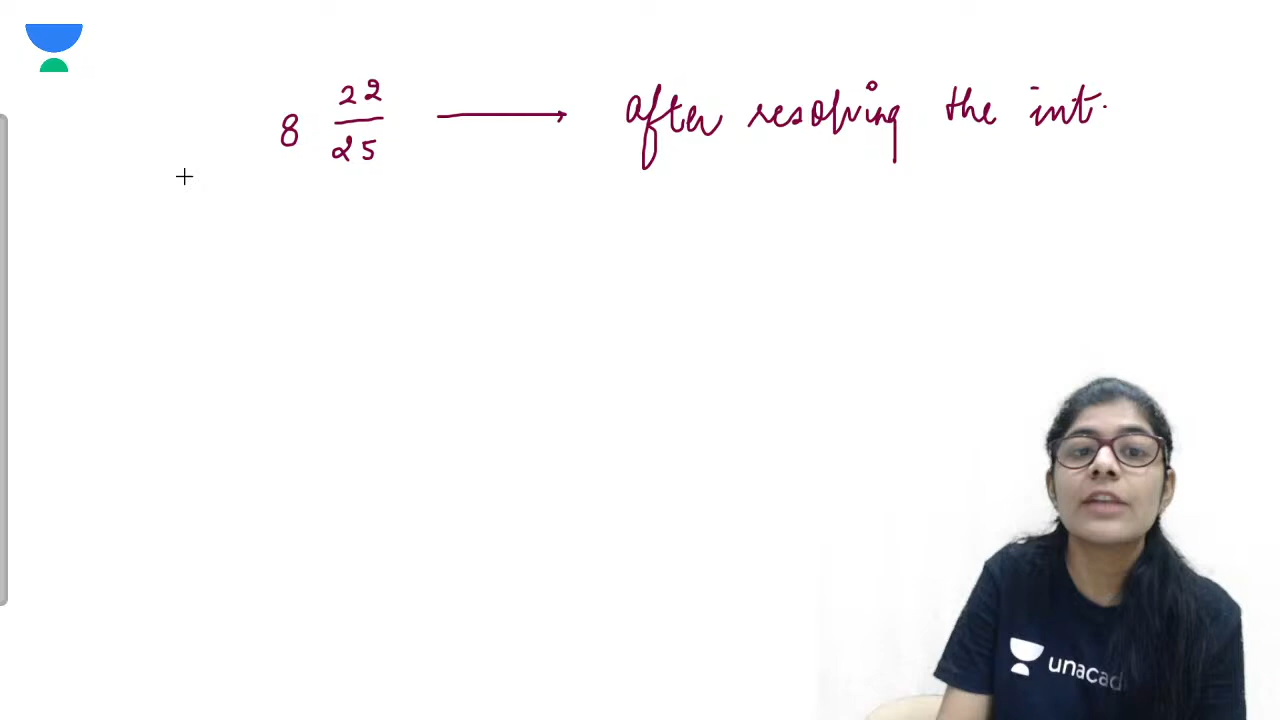 8 22/25 ⟶ after resolving the int.
unacad